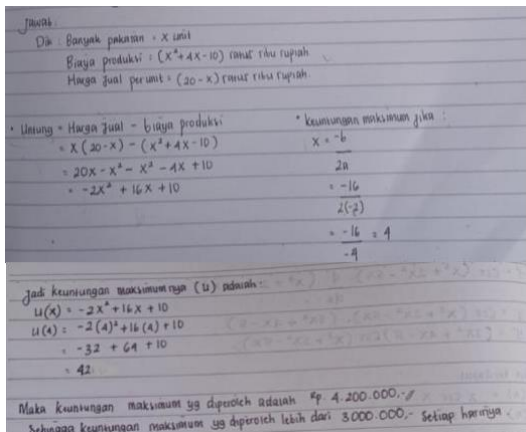 Jawab.
Dik : Banyak pakaian : x unit
Biaya produksi : (x² + 4x - 10) ratus ribu rupiah
Harga jual per unit : (20 - x) ratus ribu rupiah.
• Untung = Harga jual - biaya produksi
= x (20 - x) - (x² + 4x - 10)
= 20x - x² - x² - 4x + 10
= -2x² + 16x + 10
• keuntungan maksimum jika :
x = -b
2a
= -16
2(-2)
= -16 = 4
-4
Jadi keuntungan maksimumnya (u) adalah :
u(x) = -2x² + 16x + 10
u(4) = -2(4)² + 16(4) + 10
= -32 + 64 + 10
= 42
Maka keuntungan maksimum yg diperoleh adalah Rp. 4.200.000,-
Sehingga keuntungan maksimum yg diperoleh lebih dari 3.000.000,- setiap harinya